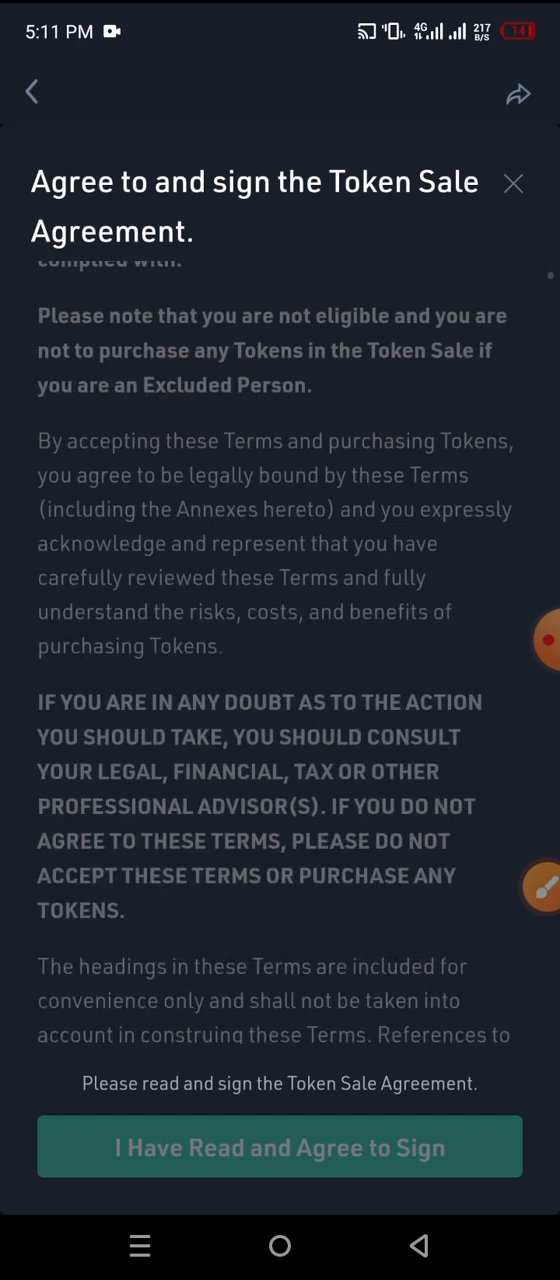 5:11 PM
4G
217
B/S
14
Agree to and sign the Token Sale
Agreement.
complied with.
Please note that you are not eligible and you are
not to purchase any Tokens in the Token Sale if
you are an Excluded Person.
By accepting these Terms and purchasing Tokens,
you agree to be legally bound by these Terms
(including the Annexes hereto) and you expressly
acknowledge and represent that you have
carefully reviewed these Terms and fully
understand the risks, costs, and benefits of
purchasing Tokens.
IF YOU ARE IN ANY DOUBT AS TO THE ACTION
YOU SHOULD TAKE, YOU SHOULD CONSULT
YOUR LEGAL, FINANCIAL, TAX OR OTHER
PROFESSIONAL ADVISOR(S). IF YOU DO NOT
AGREE TO THESE TERMS, PLEASE DO NOT
ACCEPT THESE TERMS OR PURCHASE ANY
TOKENS.
The headings in these Terms are included for
convenience only and shall not be taken into
account in construing these Terms. References to
Please read and sign the Token Sale Agreement.
I Have Read and Agree to Sign